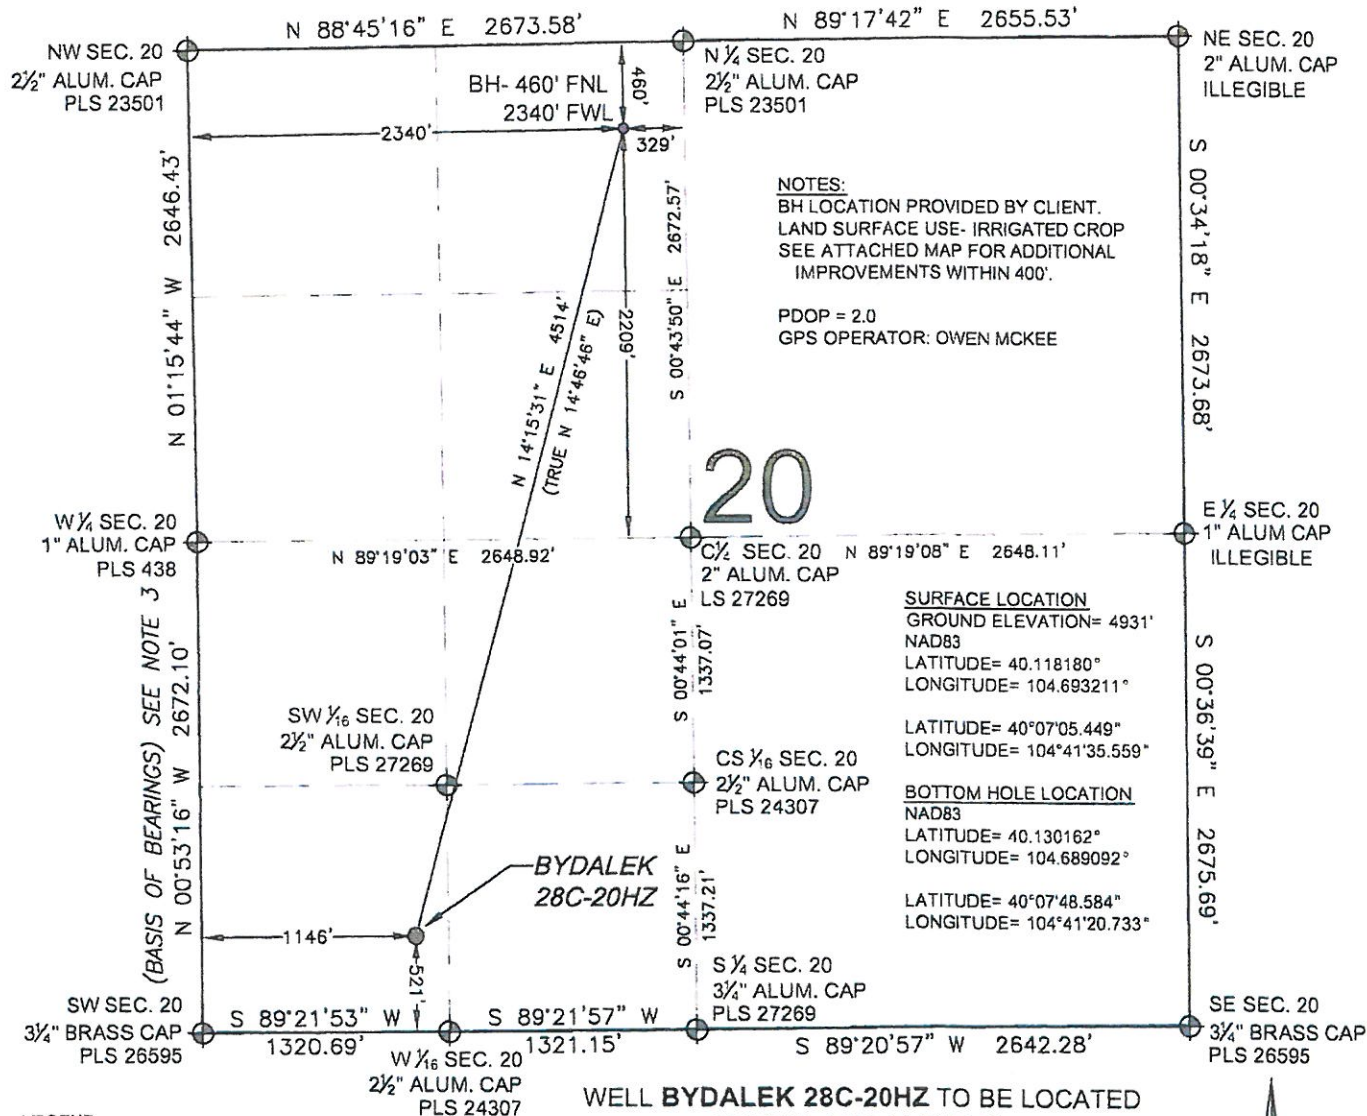 N 88°45'16" E 2673.58'
N 89°17'42" E 2655.53'
NW SEC. 20
2½" ALUM. CAP
PLS 23501
N ¼ SEC. 20
2½" ALUM. CAP
PLS 23501
NE SEC. 20
2" ALUM. CAP
ILLEGIBLE
BH- 460' FNL
2340' FWL
460'
2340'
329'
N 01°15'44" W 2646.43'
S 00°43'50" E 2672.57'
S 00°34'18" E 2673.68'
NOTES:
BH LOCATION PROVIDED BY CLIENT.
LAND SURFACE USE- IRRIGATED CROP
SEE ATTACHED MAP FOR ADDITIONAL
IMPROVEMENTS WITHIN 400'.
PDOP = 2.0
GPS OPERATOR: OWEN MCKEE
N 14°15'31" E 4514'
(TRUE N 14°46'46" E)
2209'
20
W ¼ SEC. 20
1" ALUM. CAP
PLS 438
N 89°19'03" E 2648.92'
C¼ SEC. 20
2" ALUM. CAP
LS 27269
N 89°19'08" E 2648.11'
E ¼ SEC. 20
1" ALUM CAP
ILLEGIBLE
(BASIS OF BEARINGS) SEE NOTE 3
N 00°53'16" W 2672.10'
S 00°44'01" E
1337.07'
SURFACE LOCATION
GROUND ELEVATION= 4931'
NAD83
LATITUDE= 40.118180°
LONGITUDE= 104.693211°
LATITUDE= 40°07'05.449"
LONGITUDE= 104°41'35.559"
BOTTOM HOLE LOCATION
NAD83
LATITUDE= 40.130162°
LONGITUDE= 104.689092°
LATITUDE= 40°07'48.584"
LONGITUDE= 104°41'20.733"
S 00°36'39" E 2675.69'
SW 1/16 SEC. 20
2½" ALUM. CAP
PLS 27269
CS 1/16 SEC. 20
2½" ALUM. CAP
PLS 24307
BYDALEK
28C-20HZ
S 00°44'16" E
1337.21'
1146'
521'
SW SEC. 20
3¼" BRASS CAP
PLS 26595
S 89°21'53" W
1320.69'
W 1/16 SEC. 20
2½" ALUM. CAP
PLS 24307
S 89°21'57" W
1321.15'
S ¼ SEC. 20
3¼" ALUM. CAP
PLS 27269
S 89°20'57" W 2642.28'
SE SEC. 20
3¼" BRASS CAP
PLS 26595
WELL BYDALEK 28C-20HZ TO BE LOCATED